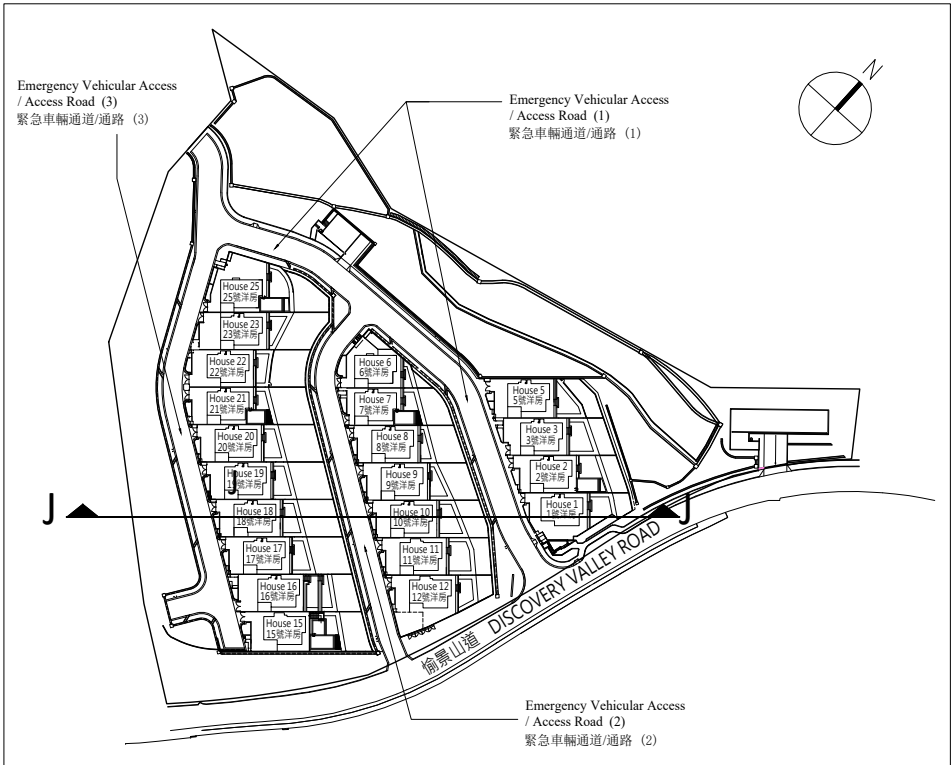 Emergency Vehicular Access
/ Access Road (3)
緊急車輛通道/通路 (3)
Emergency Vehicular Access
/ Access Road (1)
緊急車輛通道/通路 (1)
N
House 25
25號洋房
House 23
23號洋房
House 22
22號洋房
House 21
21號洋房
House 20
20號洋房
House 19
19號洋房
House 18
18號洋房
House 17
17號洋房
House 16
16號洋房
House 15
15號洋房
House 6
6號洋房
House 7
7號洋房
House 8
8號洋房
House 9
9號洋房
House 10
10號洋房
House 11
11號洋房
House 12
12號洋房
House 5
5號洋房
House 3
3號洋房
House 2
2號洋房
House 1
1號洋房
J
J
愉景山道 DISCOVERY VALLEY ROAD
Emergency Vehicular Access
/ Access Road (2)
緊急車輛通道/通路 (2)